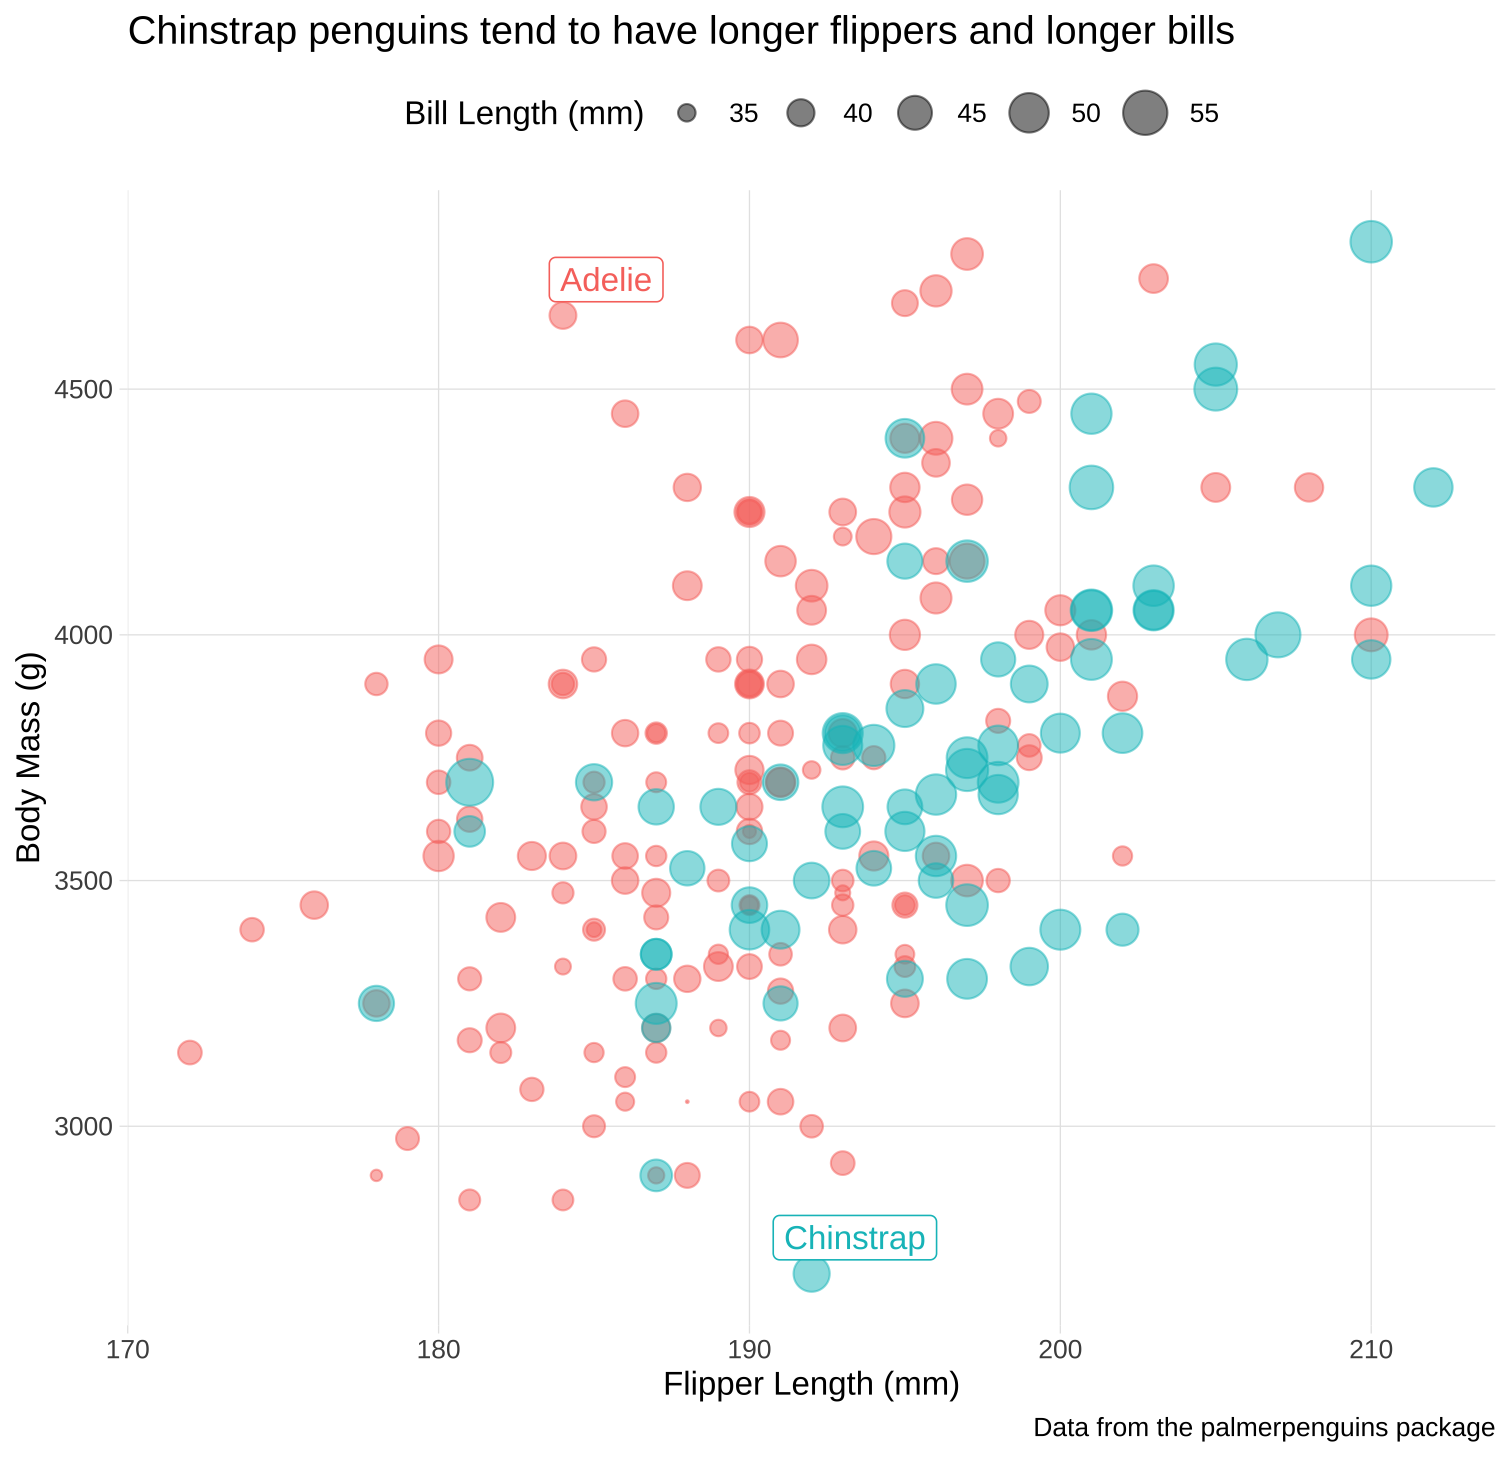 Chinstrap penguins tend to have longer flippers and longer bills
Bill Length (mm) 35 40 45 50 55
Adelie
4500
4000
Body Mass (g)
3500
3000
Chinstrap
170 180 190 200 210
Flipper Length (mm)
Data from the palmerpenguins package